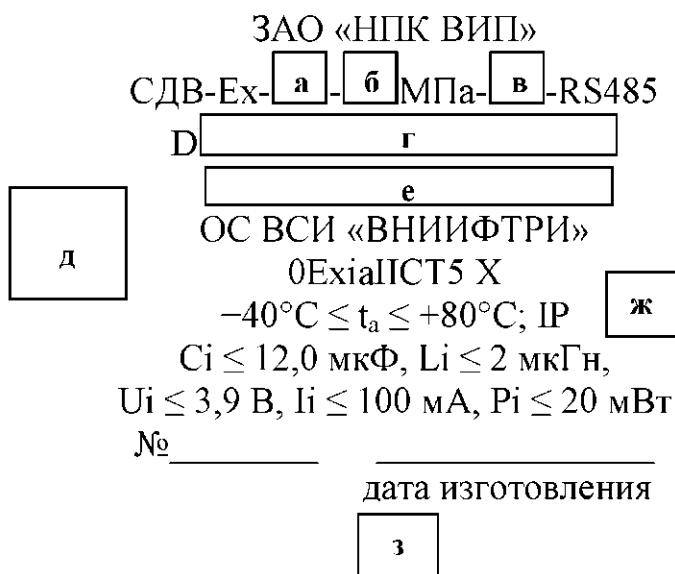 ЗАО «НПК ВИП»
СДВ-Ex-а-бМПа-в-RS485
D г
е
д
ОС ВСИ «ВНИИФТРИ»
0ExiaIICT5 X
−40°C ≤ tₐ ≤ +80°C; IP ж
Ci ≤ 12,0 мкФ, Li ≤ 2 мкГн,
Ui ≤ 3,9 В, Ii ≤ 100 мА, Pi ≤ 20 мВт
№
дата изготовления
з